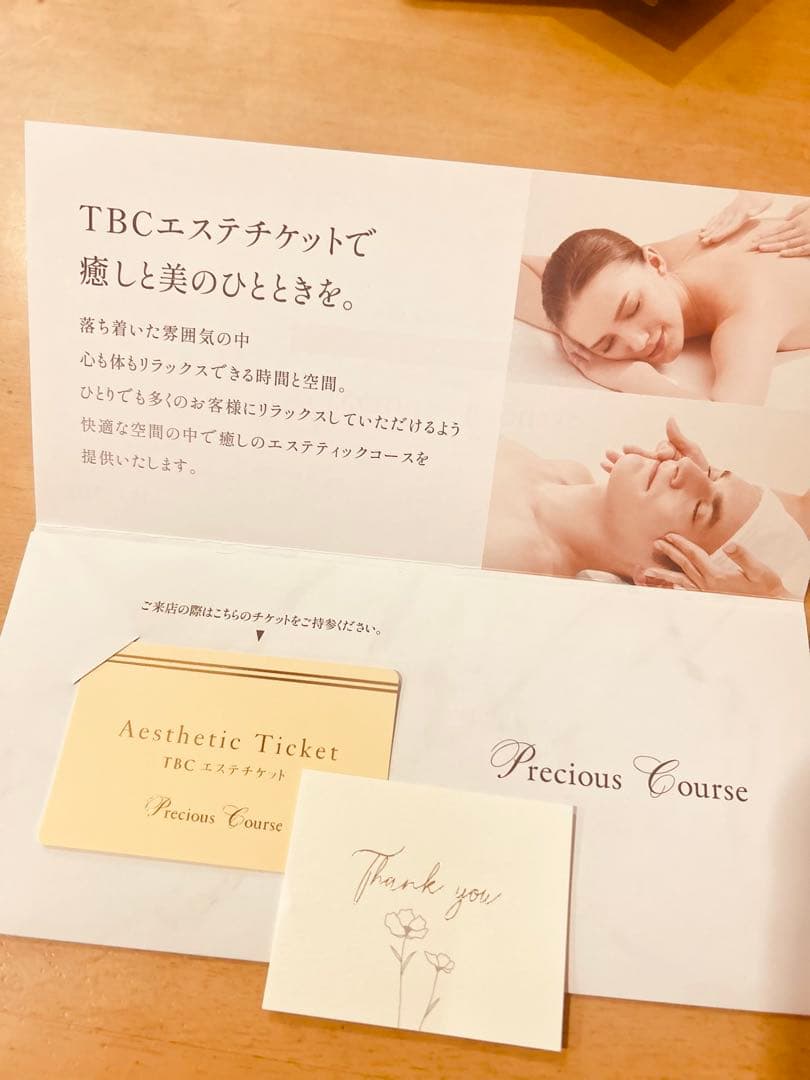 TBCエステチケットで
癒しと美のひとときを。
落ち着いた雰囲気の中
心も体もリラックスできる時間と空間。
ひとりでも多くのお客様にリラックスしていただけるよう
快適な空間の中で癒しのエステティックコースを
提供いたします。
ご来店の際はこちらのチケットをご持参ください。
Aesthetic Ticket
TBC エステチケット
Precious Course
Precious Course
Thank you